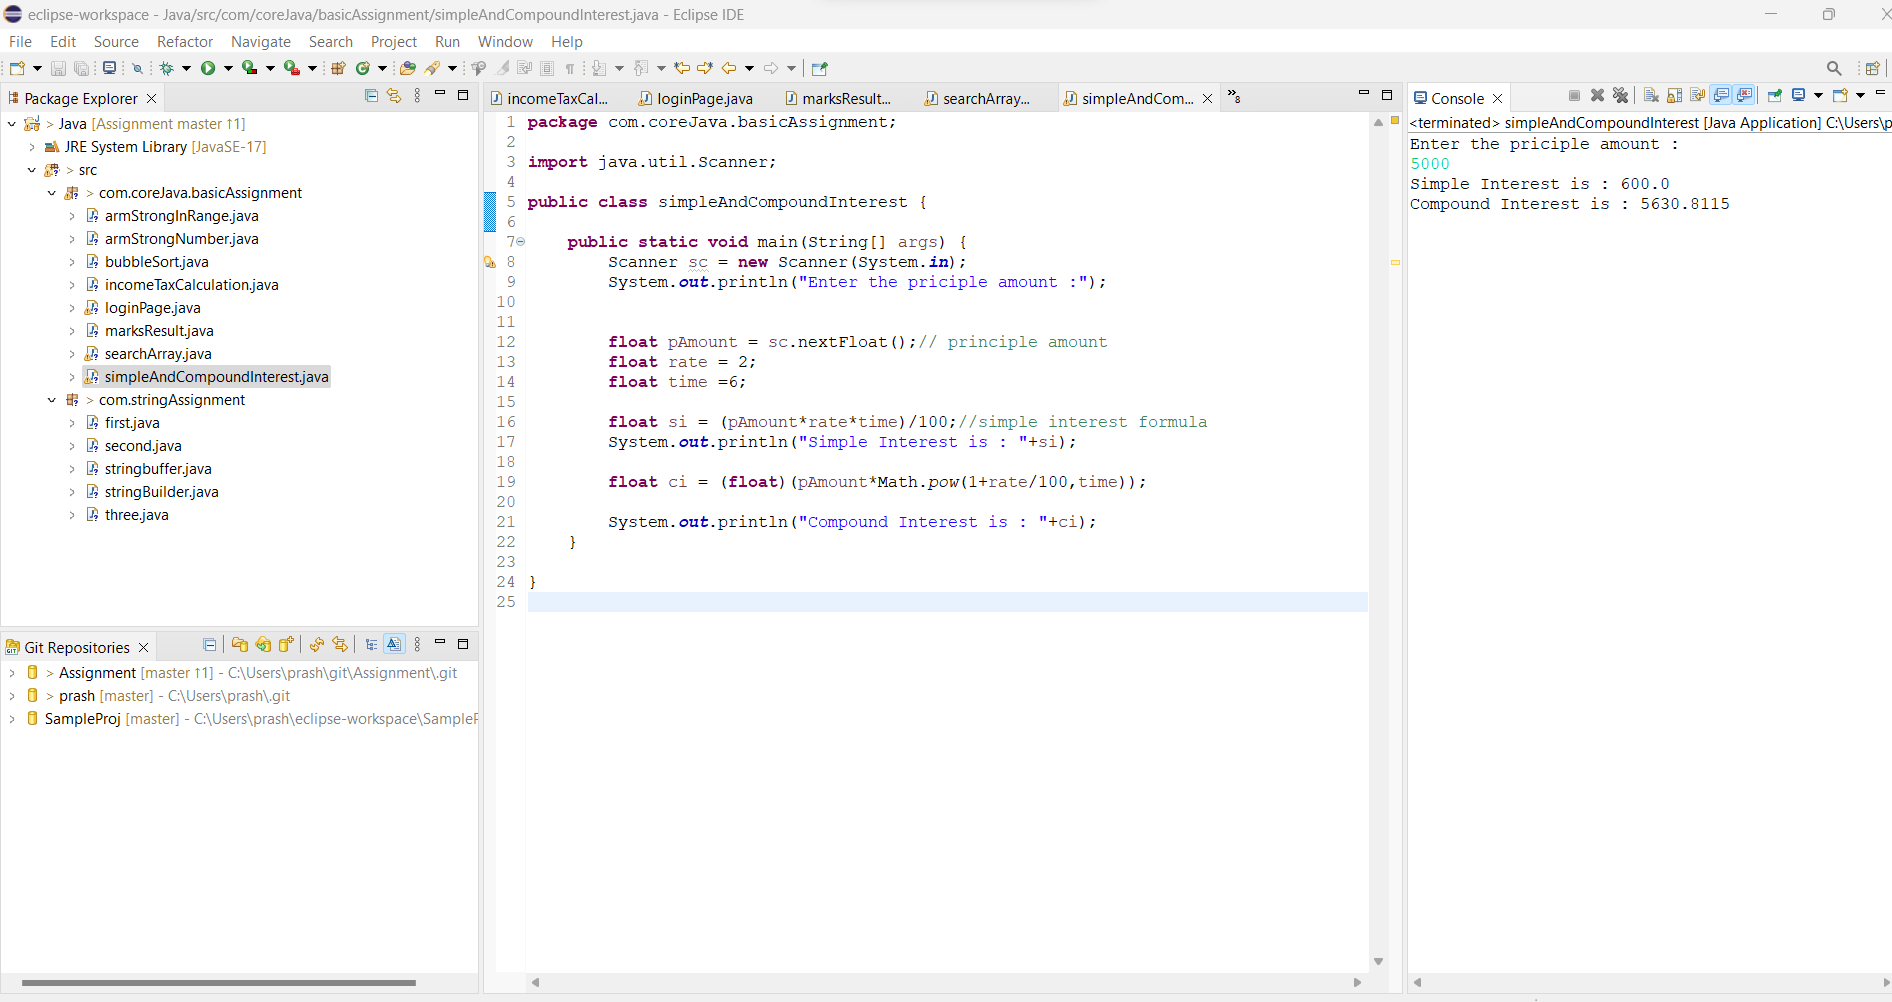 eclipse-workspace - Java/src/com/coreJava/basicAssignment/simpleAndCompoundInterest.java - Eclipse IDE
File Edit Source Refactor Navigate Search Project Run Window Help
Package Explorer
> Java [Assignment master ↑1]
JRE System Library [JavaSE-17]
> src
> com.coreJava.basicAssignment
armStrongInRange.java
armStrongNumber.java
bubbleSort.java
incomeTaxCalculation.java
loginPage.java
marksResult.java
searchArray.java
simpleAndCompoundInterest.java
> com.stringAssignment
first.java
second.java
stringbuffer.java
stringBuilder.java
three.java
Git Repositories
> Assignment [master ↑1] - C:\Users\prash\git\Assignment\.git
> prash [master] - C:\Users\prash\.git
SampleProj [master] - C:\Users\prash\eclipse-workspace\SampleP
incomeTaxCal... loginPage.java marksResult... searchArray... simpleAndCom... »8
1 package com.coreJava.basicAssignment;
2
3 import java.util.Scanner;
4
5 public class simpleAndCompoundInterest {
6
7 public static void main(String[] args) {
8 Scanner sc = new Scanner(System.in);
9 System.out.println("Enter the priciple amount :");
10
11
12 float pAmount = sc.nextFloat();// principle amount
13 float rate = 2;
14 float time =6;
15
16 float si = (pAmount*rate*time)/100;//simple interest formula
17 System.out.println("Simple Interest is : "+si);
18
19 float ci = (float)(pAmount*Math.pow(1+rate/100,time));
20
21 System.out.println("Compound Interest is : "+ci);
22 }
23
24 }
25
Console
<terminated> simpleAndCompoundInterest [Java Application] C:\Users\p
Enter the priciple amount :
5000
Simple Interest is : 600.0
Compound Interest is : 5630.8115